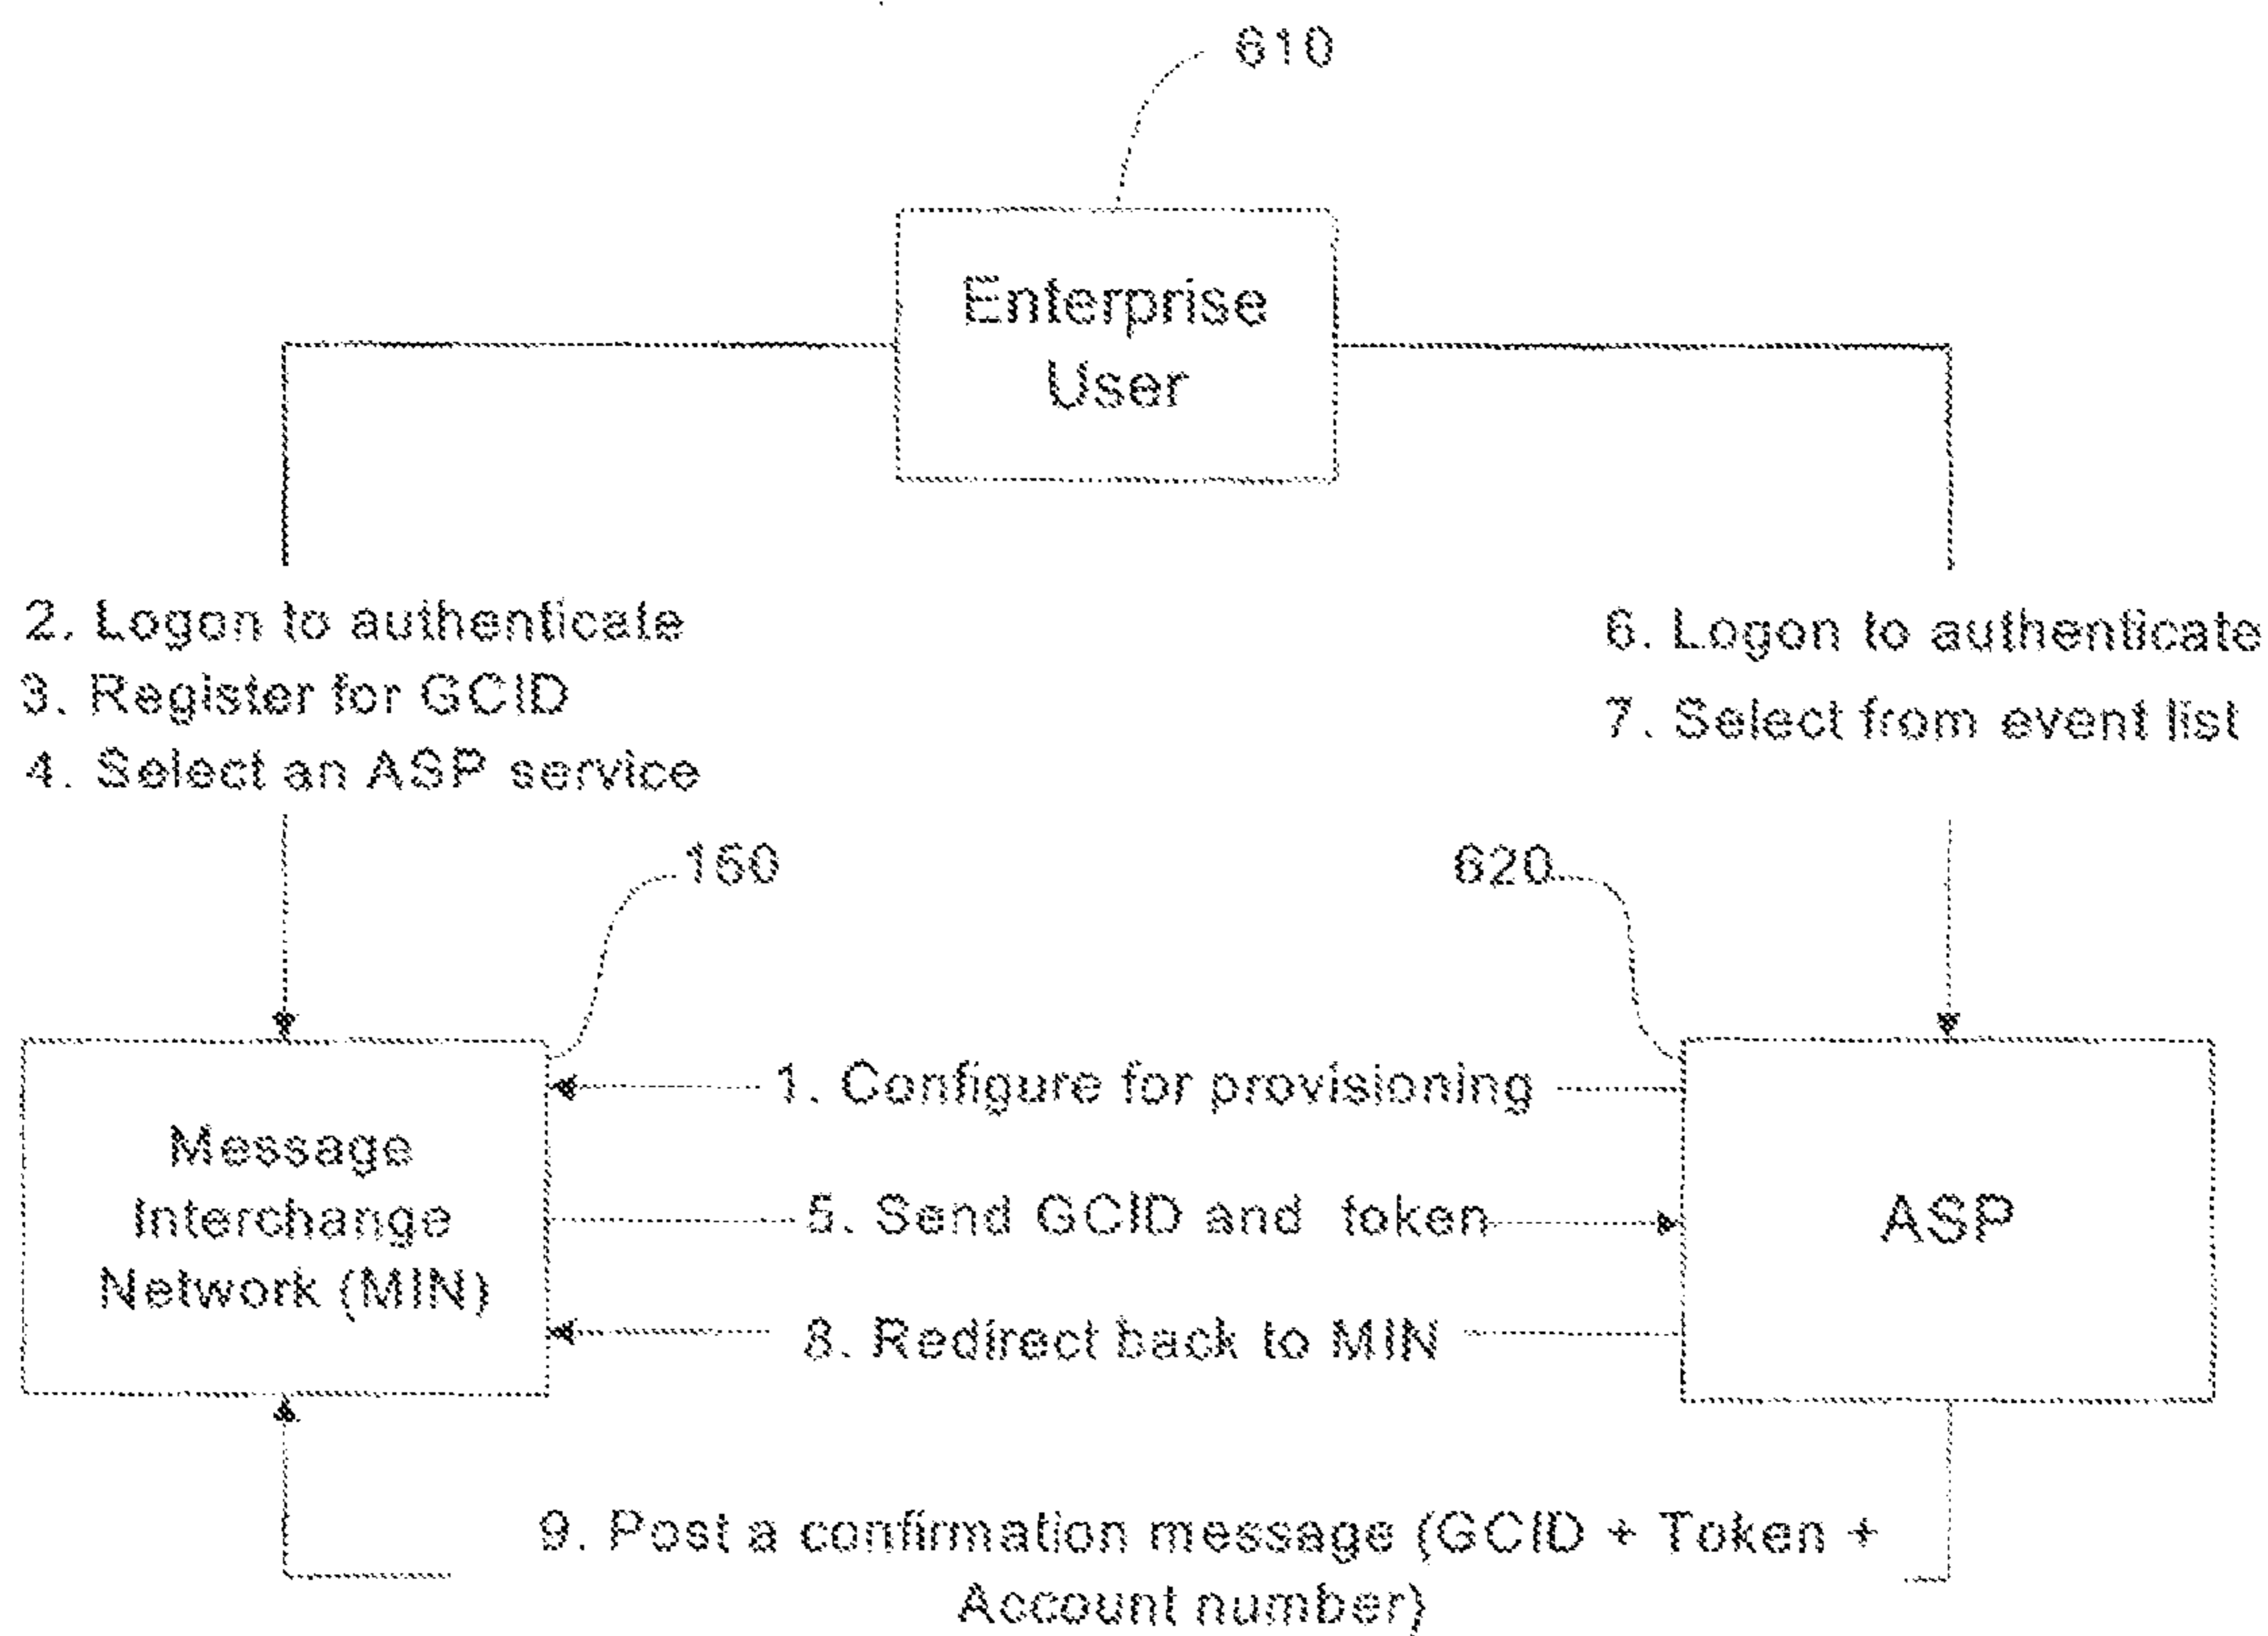 610
Enterprise
User
2. Logon to authenticate
3. Register for GCID
4. Select an ASP service
6. Logon to authenticate
7. Select from event list
160
620
1. Configure for provisioning
Message
Interchange
Network (MIN)
5. Send GCID and token
ASP
8. Redirect back to MIN
9. Post a confirmation message (GCID + Token +
Account number)